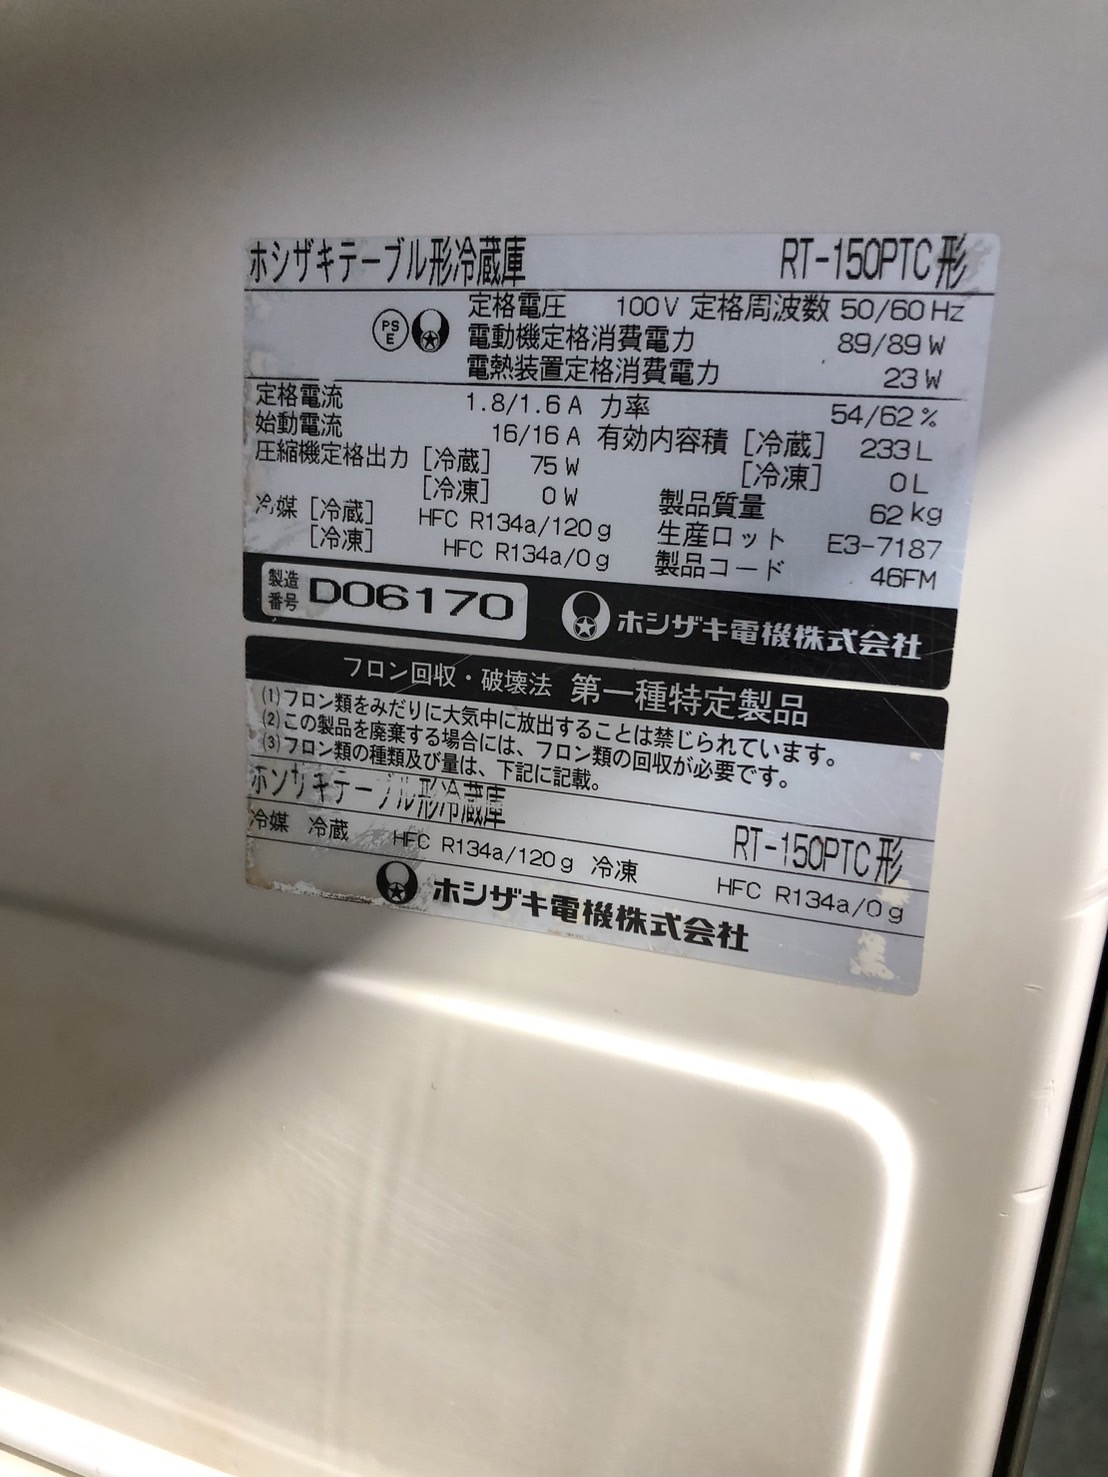 ホシザキテーブル形冷蔵庫 RT-150PTC形
PS E 定格電圧 100V 定格周波数 50/60Hz
電動機定格消費電力 89/89W
電熱装置定格消費電力 23W
定格電流 1.8/1.6A 力率 54/62%
始動電流 16/16A 有効内容積 [冷蔵] 233L
圧縮機定格出力 [冷蔵] 75W [冷凍] 0L
[冷凍] 0W 製品質量 62kg
冷媒 [冷蔵] HFC R134a/120g 生産ロット E3-7187
[冷凍] HFC R134a/0g 製品コード 46FM
製造番号 D06170 ホシザキ電機株式会社
フロン回収・破壊法 第一種特定製品
(1)フロン類をみだりに大気中に放出することは禁じられています。
(2)この製品を廃棄する場合には、フロン類の回収が必要です。
(3)フロン類の種類及び量は、下記に記載。
ホシザキテーブル形冷蔵庫 RT-150PTC形
冷媒 冷蔵 HFC R134a/120g 冷凍 HFC R134a/0g
ホシザキ電機株式会社